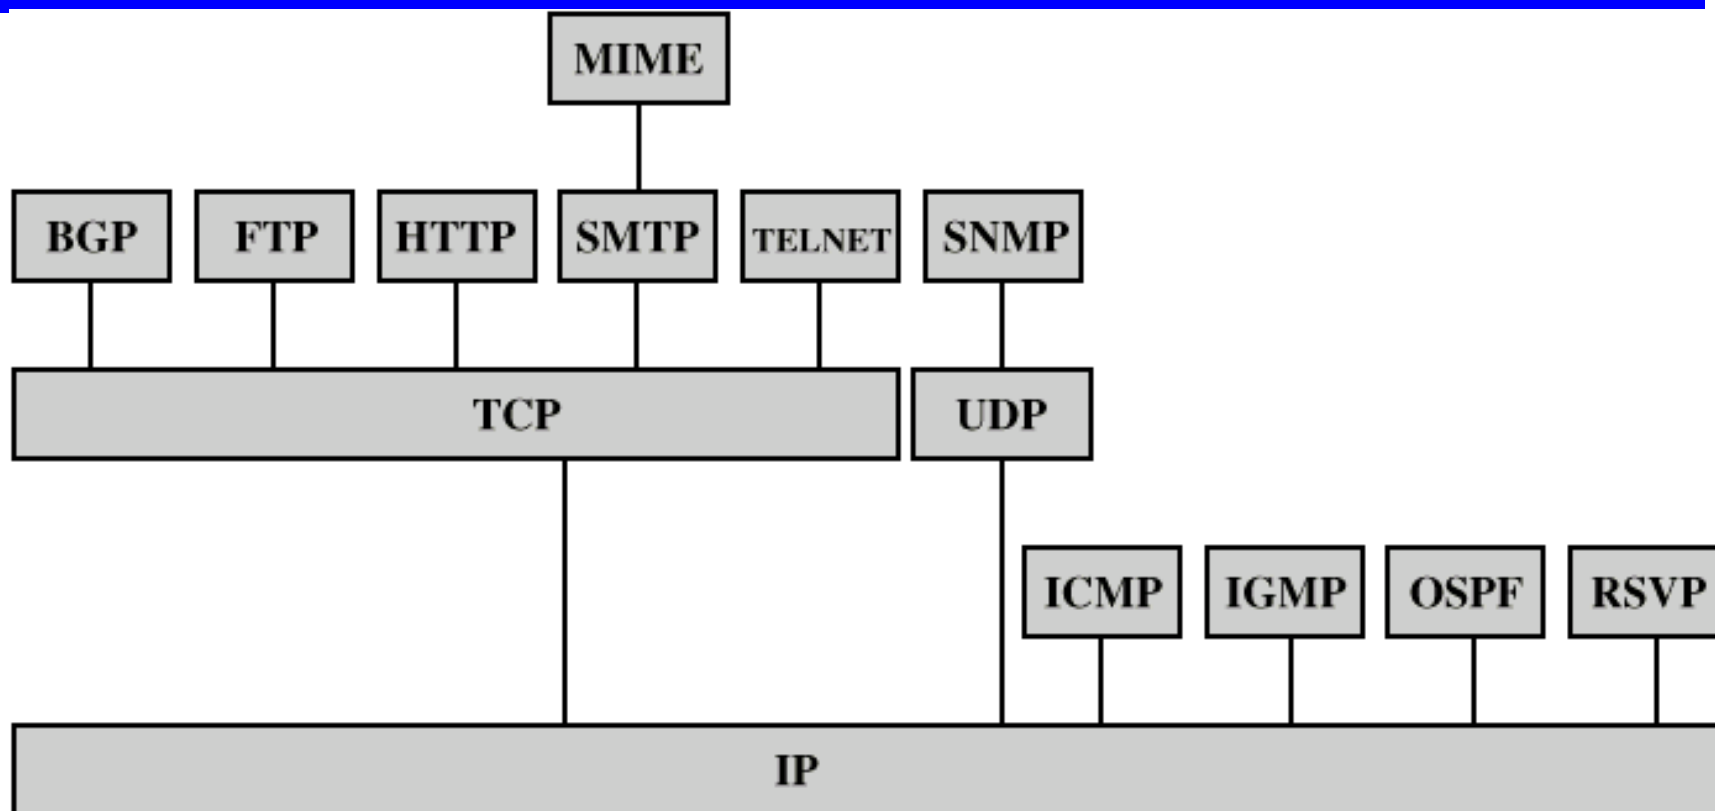 MIME
BGP FTP HTTP SMTP TELNET SNMP
TCP UDP
ICMP IGMP OSPF RSVP
IP